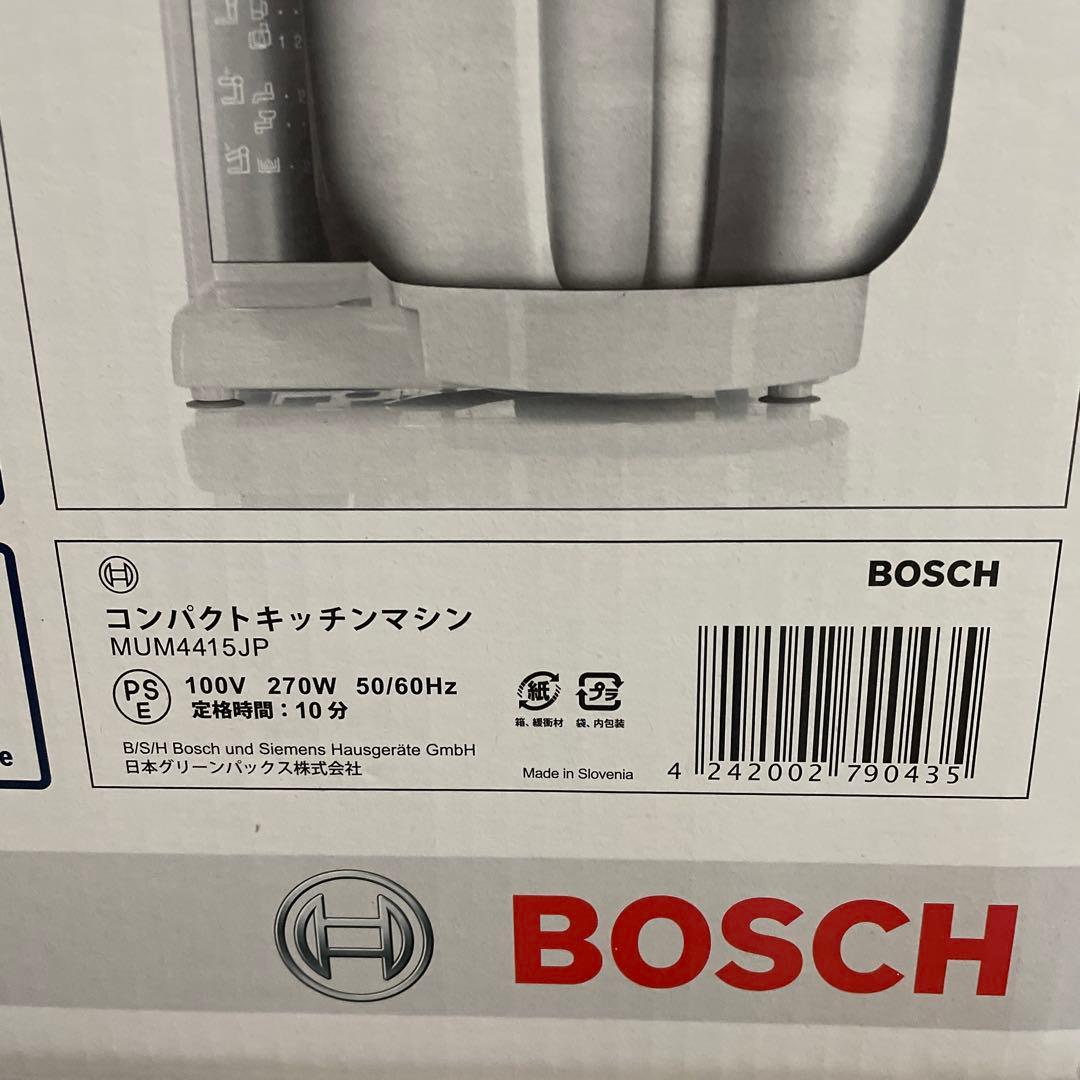 BOSCH
コンパクトキッチンマシン
MUM4415JP
PS
E
100V 270W 50/60Hz
定格時間：10分
紙
プラ
箱、緩衝材
袋、内包装
B/S/H Bosch und Siemens Hausgeräte GmbH
日本グリーンパックス株式会社
Made in Slovenia
4 242002 790435
e
BOSCH